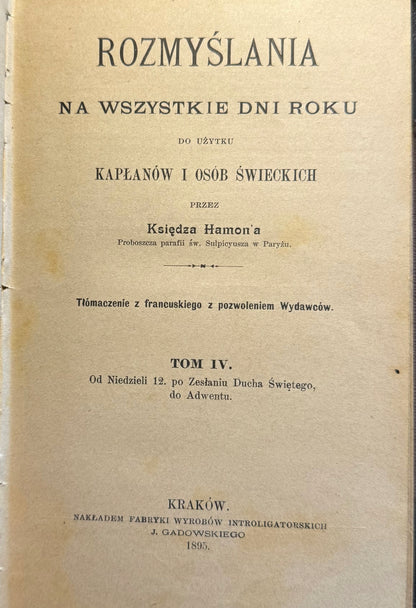 ROZMYŚLANIA
NA WSZYSTKIE DNI ROKU
DO UŻYTKU
KAPŁANÓW I OSÓB ŚWIECKICH
PRZEZ
Księdza Hamon'a
Proboszcza parafii św. Sulpicyusza w Paryżu.
Tłómaczenie z francuskiego z pozwoleniem Wydawców.
TOM IV.
Od Niedzieli 12. po Zesłaniu Ducha Świętego,
do Adwentu.
KRAKÓW.
NAKŁADEM FABRYKI WYROBÓW INTROLIGATORSKICH
J. GADOWSKIEGO
1895.